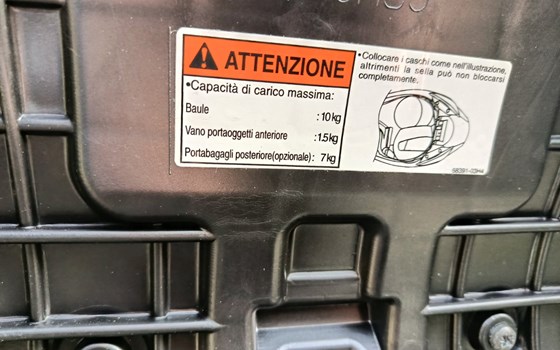 ATTENZIONE
•Capacità di carico massima:
Baule :10kg
Vano portaoggetti anteriore :1.5kg
Portabagagli posteriore(opzionale): 7kg
•Collocare i caschi come nell'illustrazione,
altrimenti la sella può non bloccarsi
completamente.